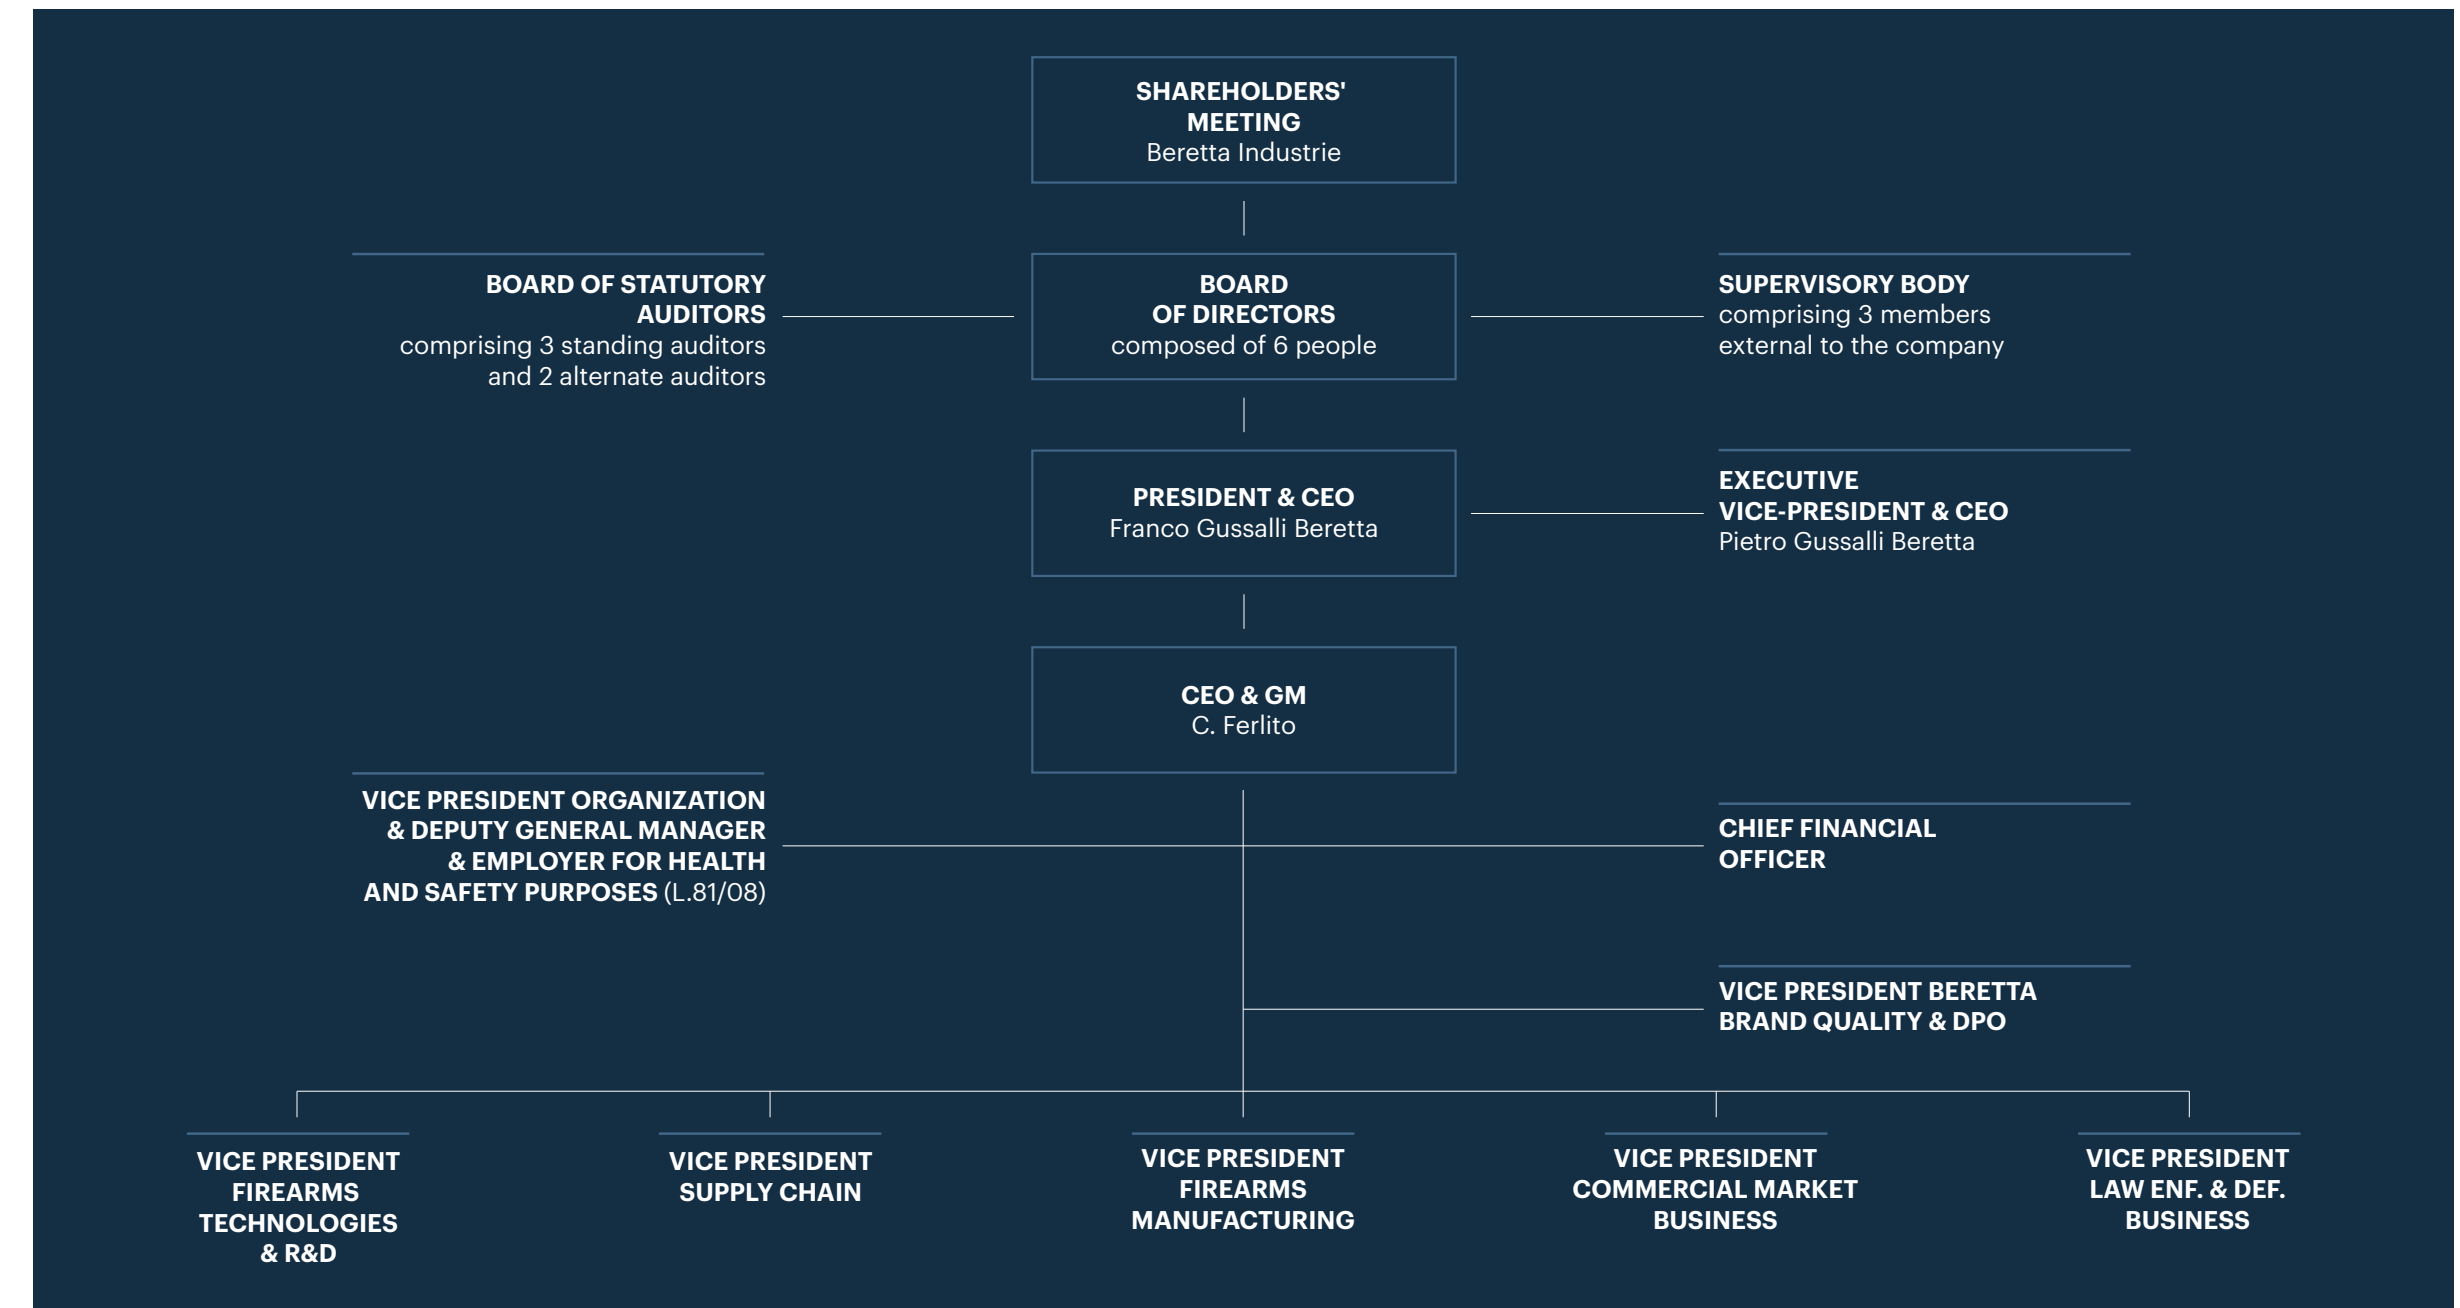 SHAREHOLDERS'
MEETING
Beretta Industrie
BOARD OF STATUTORY
AUDITORS
comprising 3 standing auditors
and 2 alternate auditors
BOARD
OF DIRECTORS
composed of 6 people
SUPERVISORY BODY
comprising 3 members
external to the company
PRESIDENT & CEO
Franco Gussalli Beretta
EXECUTIVE
VICE-PRESIDENT & CEO
Pietro Gussalli Beretta
CEO & GM
C. Ferlito
VICE PRESIDENT ORGANIZATION
& DEPUTY GENERAL MANAGER
& EMPLOYER FOR HEALTH
AND SAFETY PURPOSES (L.81/08)
CHIEF FINANCIAL
OFFICER
VICE PRESIDENT BERETTA
BRAND QUALITY & DPO
VICE PRESIDENT
FIREARMS
TECHNOLOGIES
& R&D
VICE PRESIDENT
SUPPLY CHAIN
VICE PRESIDENT
FIREARMS
MANUFACTURING
VICE PRESIDENT
COMMERCIAL MARKET
BUSINESS
VICE PRESIDENT
LAW ENF. & DEF.
BUSINESS